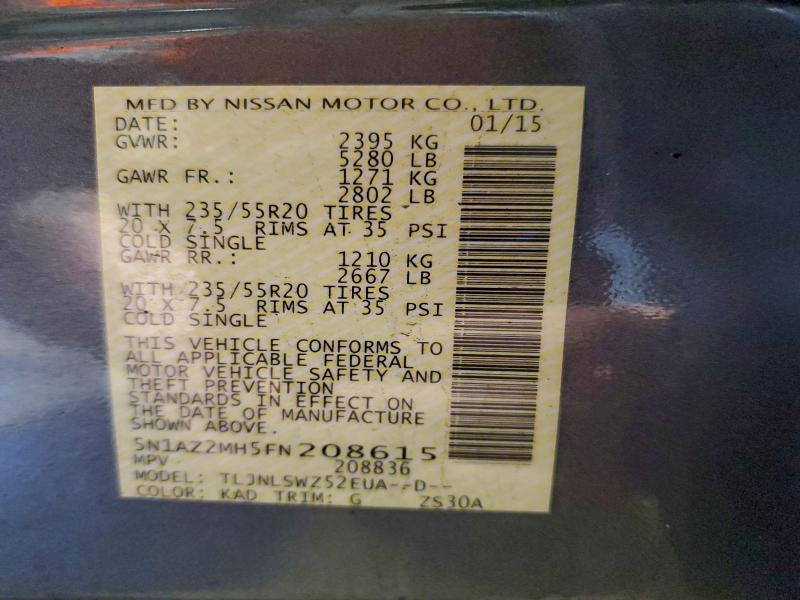 MFD BY NISSAN MOTOR CO., LTD.
DATE: 01/15
GVWR: 2395 KG
5280 LB
GAWR FR.: 1271 KG
2802 LB
WITH 235/55R20 TIRES
20 X 7.5 RIMS AT 35 PSI
COLD SINGLE
GAWR RR.: 1210 KG
2667 LB
WITH 235/55R20 TIRES
20 X 7.5 RIMS AT 35 PSI
COLD SINGLE
THIS VEHICLE CONFORMS TO
ALL APPLICABLE FEDERAL
MOTOR VEHICLE SAFETY AND
THEFT PREVENTION
STANDARDS IN EFFECT ON
THE DATE OF MANUFACTURE
SHOWN ABOVE.
5N1AZ2MH5FN208615
MPV 208836
MODEL: TLJNLSWZ52EUA--D--
COLOR: KAD TRIM: G ZS30A